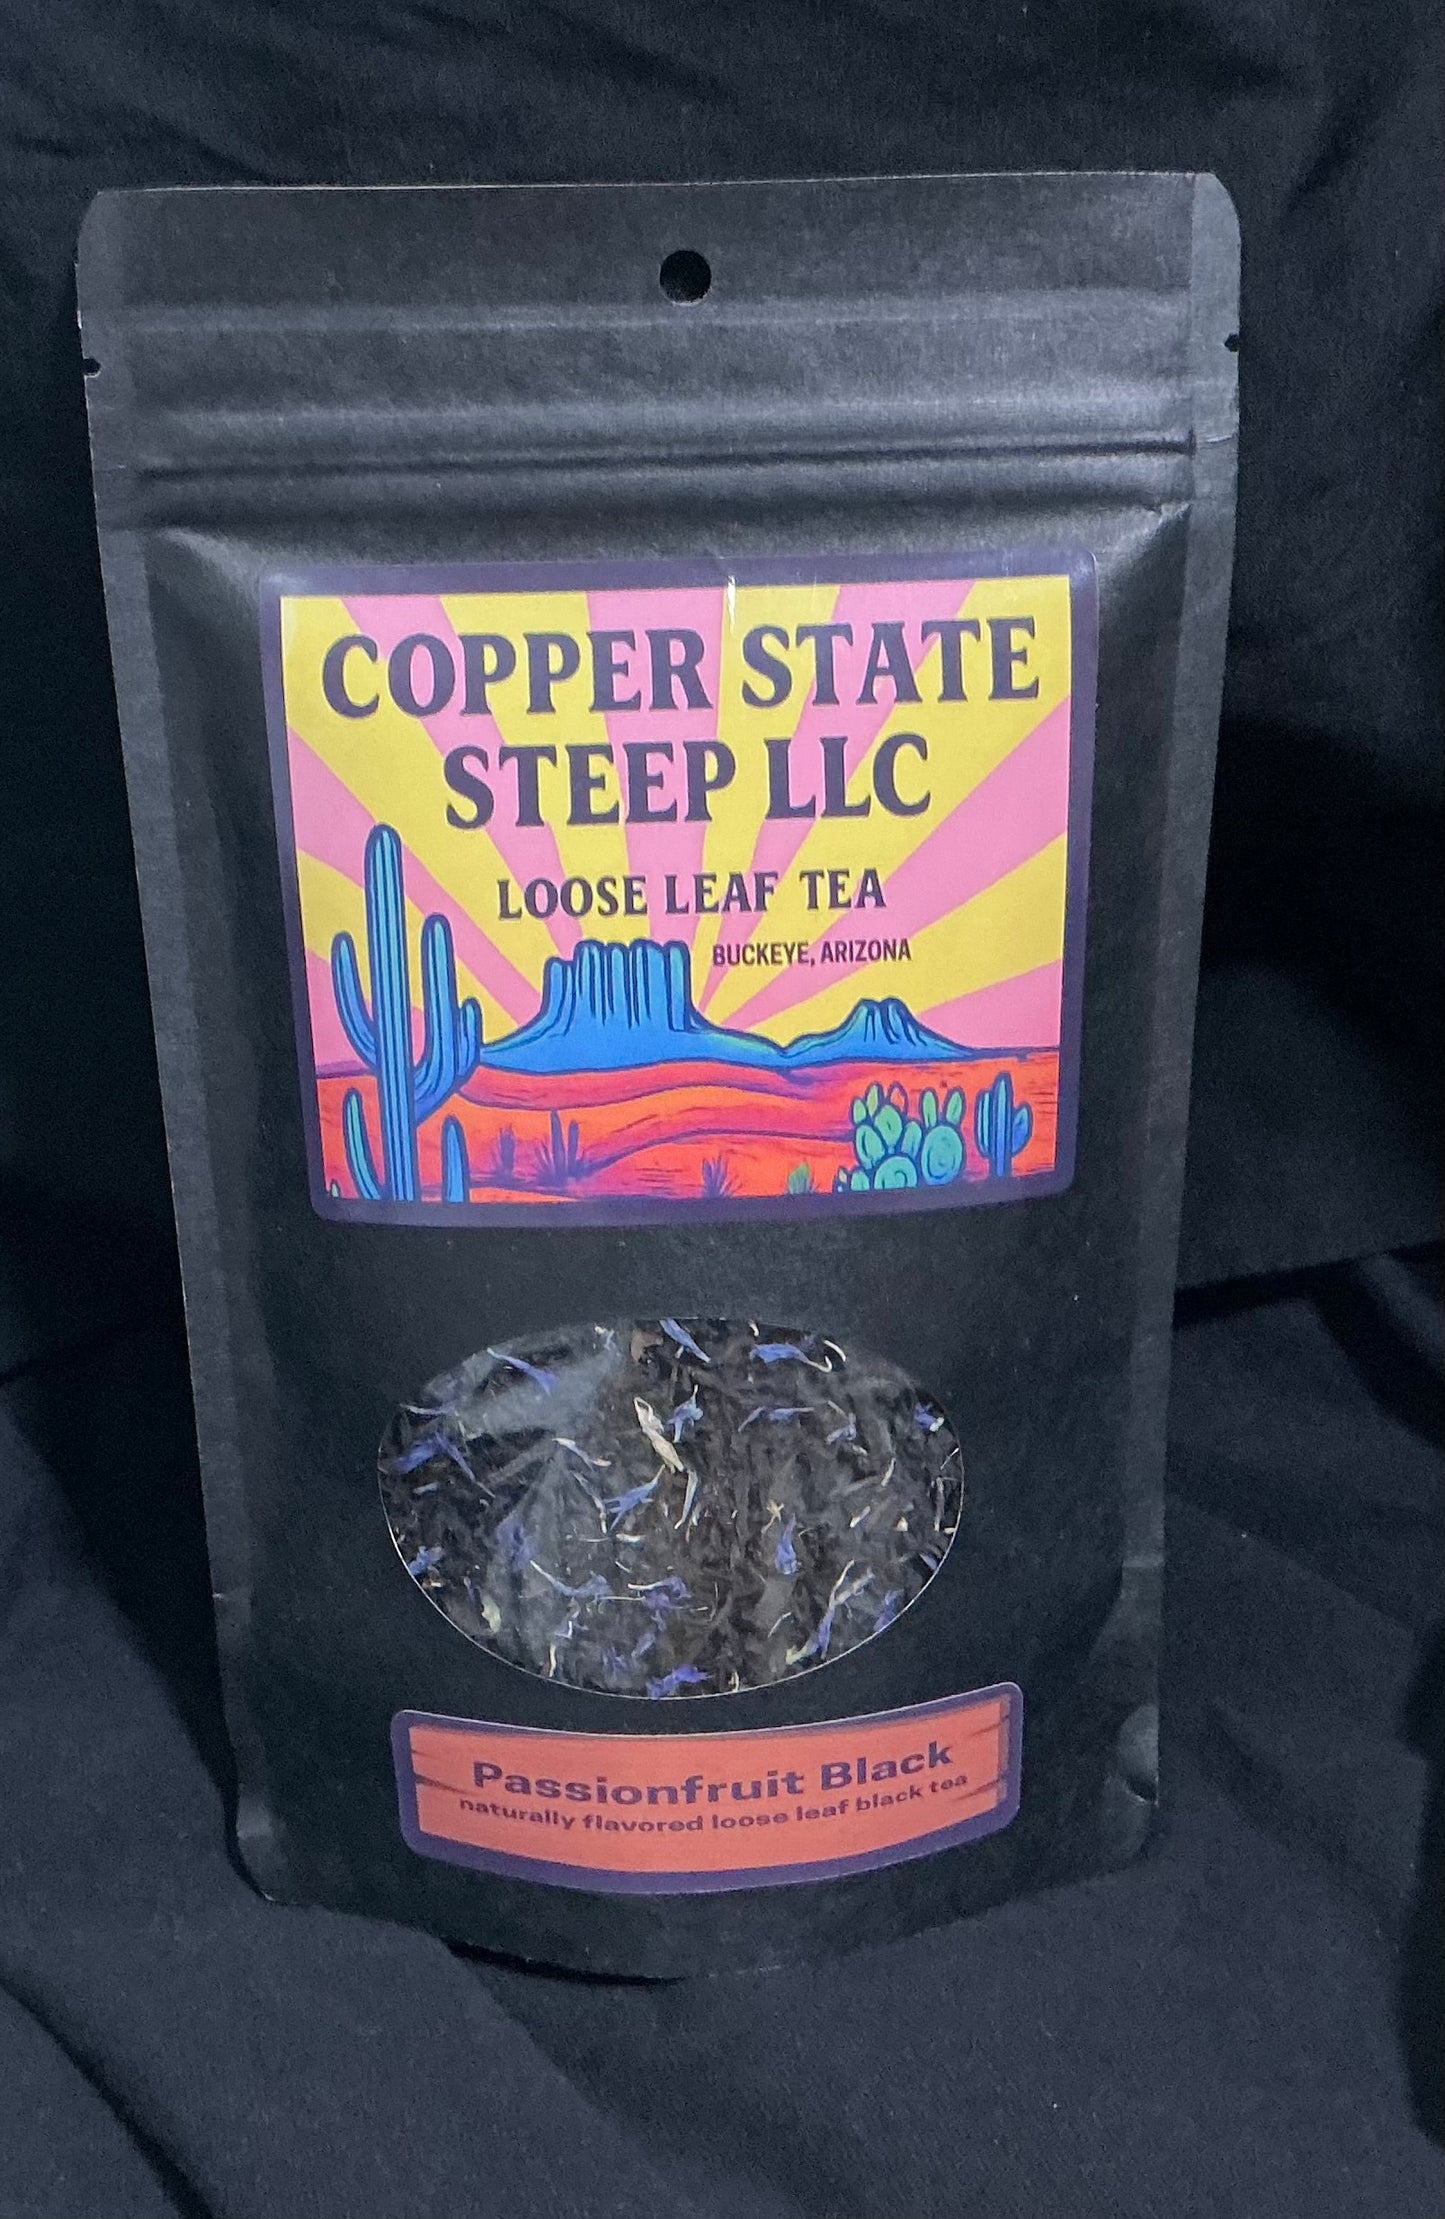 COPPER STATE
STEEP LLC
LOOSE LEAF TEA
BUCKEYE, ARIZONA
Passionfruit Black
naturally flavored loose leaf black tea